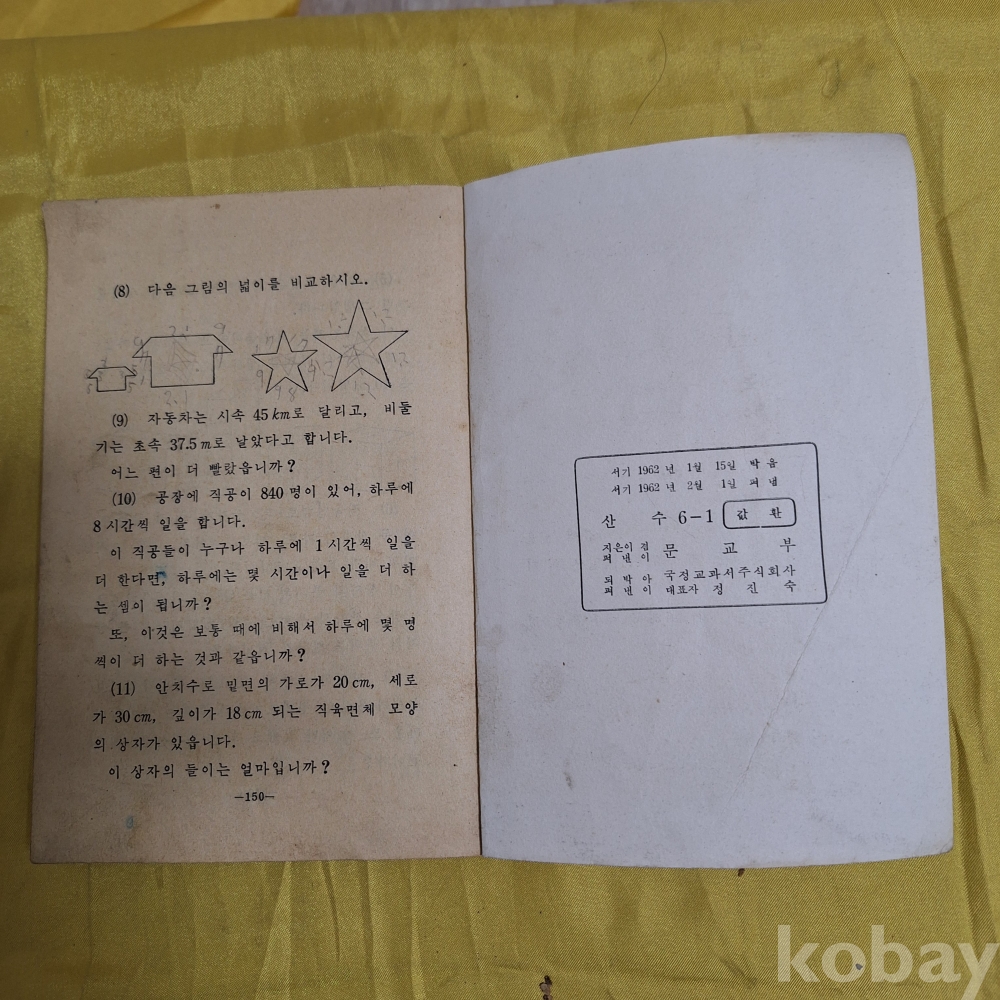 (8) 다음 그림의 넓이를 비교하시오.
(9) 자동차는 시속 45km로 달리고, 비둘
기는 초속 37.5m로 날았다고 합니다.
어느 편이 더 빨랐읍니까?
(10) 공장에 직공이 840명이 있어, 하루에
8시간씩 일을 합니다.
이 직공들이 누구나 하루에 1시간씩 일을
더 한다면, 하루에는 몇 시간이나 일을 더 하
는 셈이 됩니까?
또, 이것은 보통 때에 비해서 하루에 몇 명
씩이 더 하는 것과 같읍니까?
(11) 안치수로 밑면의 가로가 20cm, 세로
가 30cm, 깊이가 18cm 되는 직육면체 모양
의 상자가 있읍니다.
이 상자의 들이는 얼마입니까?
—150—
서기 1962년 1월 15일 박음
서기 1962년 2월 1일 펴냄
산 수 6-1 값 환
지은이 겸
펴낸이 문교부
되박아 국정교과서주식회사
펴낸이 대표자 정진숙
kobay